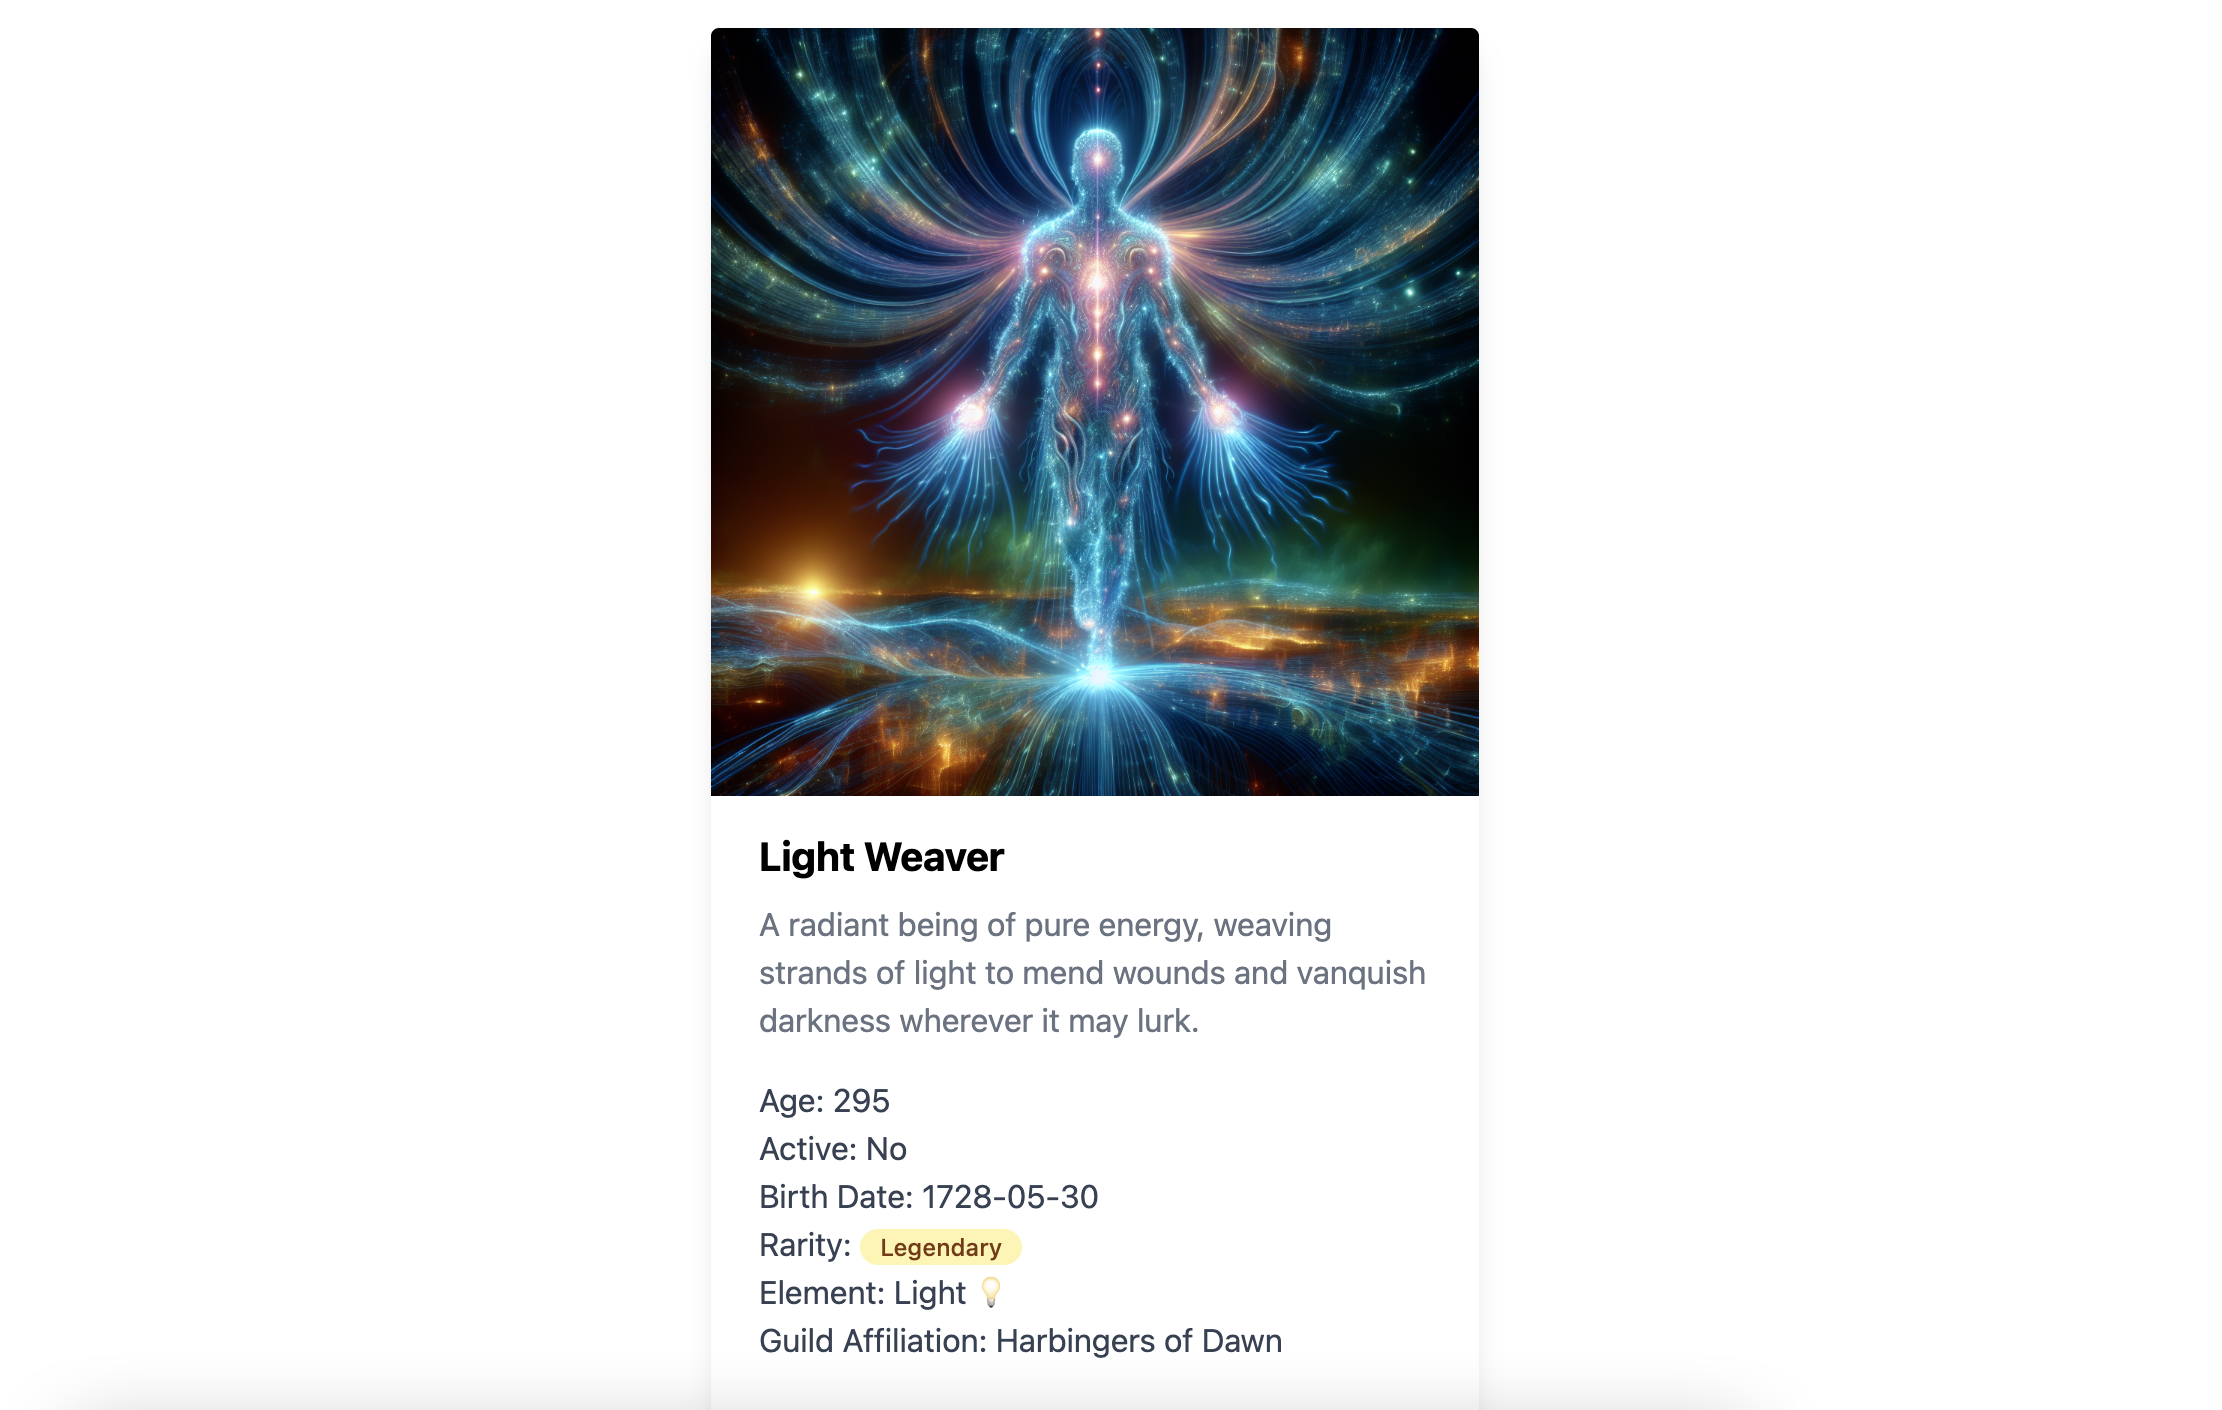 Light Weaver
A radiant being of pure energy, weaving
strands of light to mend wounds and vanquish
darkness wherever it may lurk.
Age: 295
Active: No
Birth Date: 1728-05-30
Rarity: Legendary
Element: Light 💡
Guild Affiliation: Harbingers of Dawn